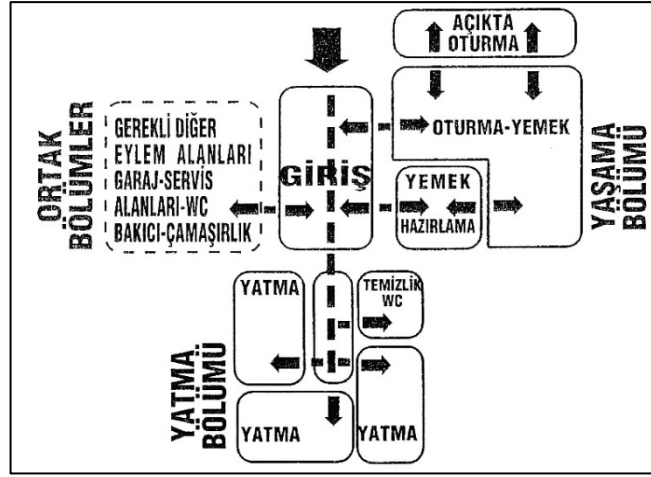 AÇIKTA
OTURMA
ORTAK
BÖLÜMLER
GEREKLİ DİĞER
EYLEM ALANLARI
GARAJ-SERVİS
ALANLARI-WC
BAKICI-ÇAMAŞIRLIK
GİRİŞ
OTURMA-YEMEK
YEMEK
HAZIRLAMA
YAŞAMA
BÖLÜMÜ
YATMA
BÖLÜMÜ
YATMA
TEMİZLİK
WC
YATMA
YATMA